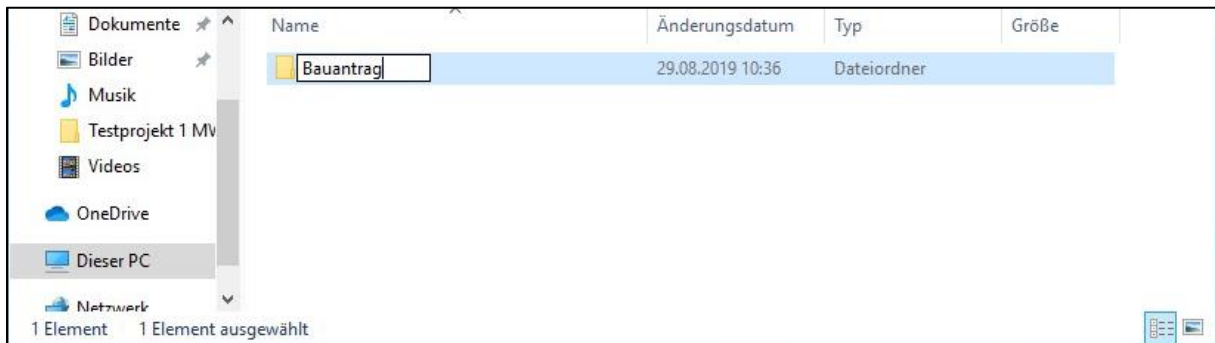 Dokumente
Bilder
Musik
Testprojekt 1 MW
Videos
OneDrive
Dieser PC
Netzwerk
Name Änderungsdatum Typ Größe
Bauantrag 29.08.2019 10:36 Dateiordner
1 Element 1 Element ausgewählt